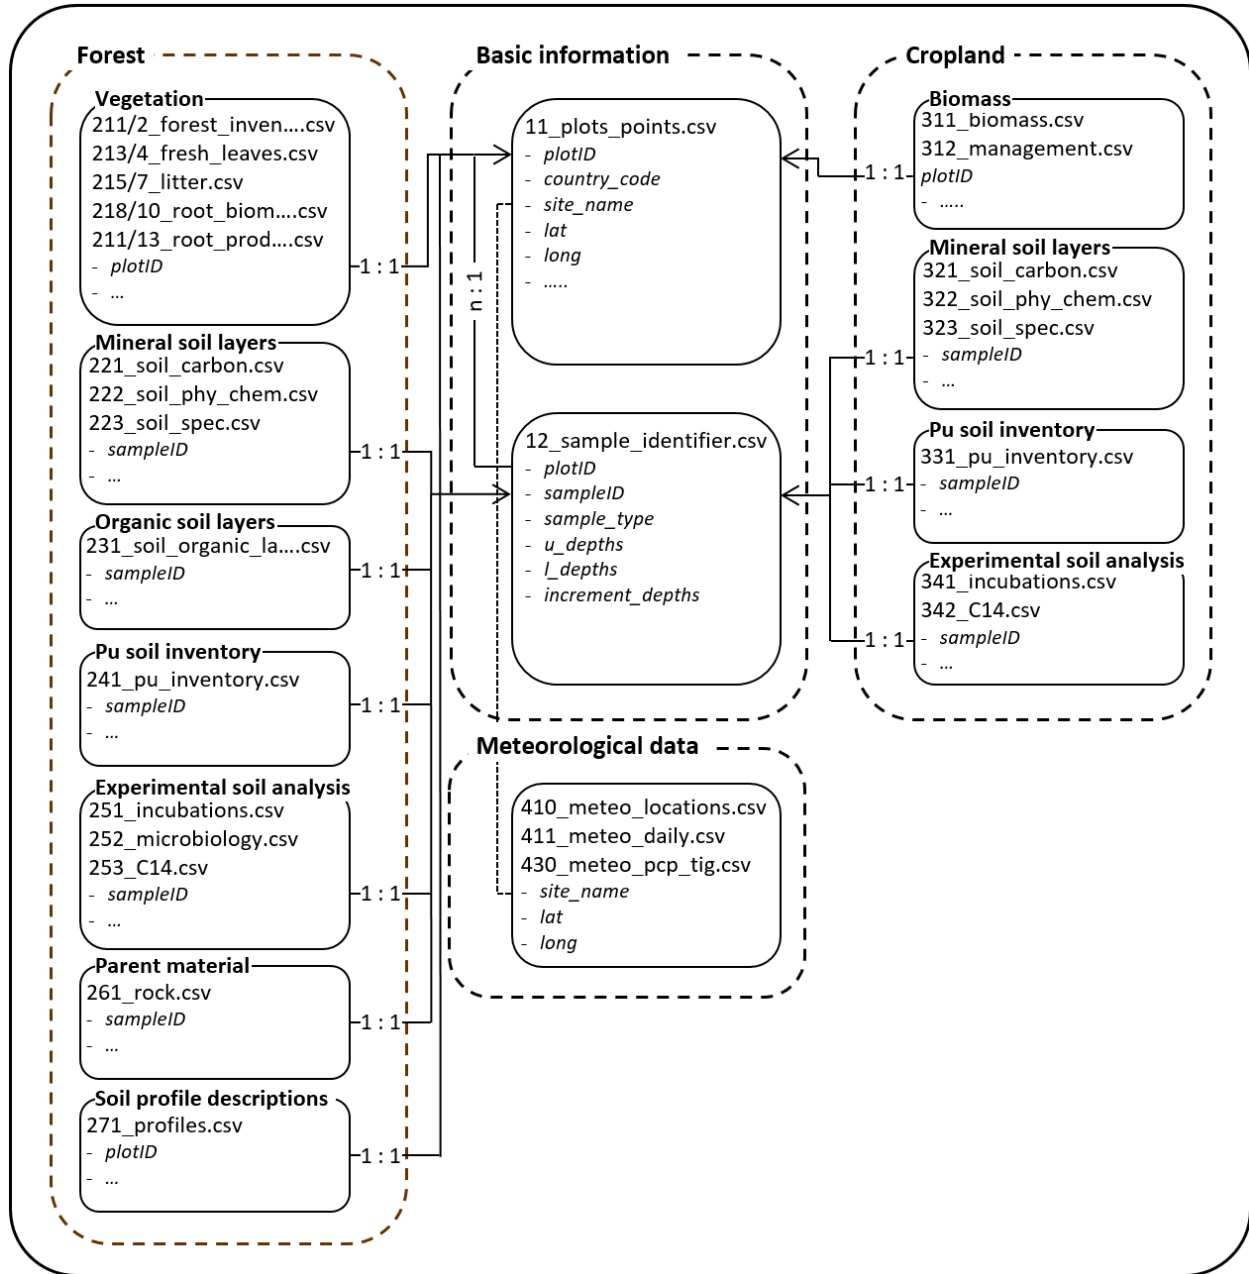 Forest
Vegetation
211/2_forest_inven....csv
213/4_fresh_leaves.csv
215/7_litter.csv
218/10_root_biom....csv
211/13_root_prod....csv
- plotID
- ...
1 : 1
Mineral soil layers
221_soil_carbon.csv
222_soil_phy_chem.csv
223_soil_spec.csv
- sampleID
- ...
1 : 1
Organic soil layers
231_soil_organic_la....csv
- sampleID
- ...
1 : 1
Pu soil inventory
241_pu_inventory.csv
- sampleID
- ...
1 : 1
Experimental soil analysis
251_incubations.csv
252_microbiology.csv
253_C14.csv
- sampleID
- ...
1 : 1
Parent material
261_rock.csv
- sampleID
- ...
1 : 1
Soil profile descriptions
271_profiles.csv
- plotID
- ...
1 : 1
Basic information
11_plots_points.csv
- plotID
- country_code
- site_name
- lat
- long
- .....
n : 1
12_sample_identifier.csv
- plotID
- sampleID
- sample_type
- u_depths
- l_depths
- increment_depths
Meteorological data
410_meteo_locations.csv
411_meteo_daily.csv
430_meteo_pcp_tig.csv
- site_name
- lat
- long
Cropland
Biomass
311_biomass.csv
312_management.csv
plotID
- .....
1 : 1
Mineral soil layers
321_soil_carbon.csv
322_soil_phy_chem.csv
323_soil_spec.csv
- sampleID
- ...
1 : 1
Pu soil inventory
331_pu_inventory.csv
- sampleID
- ...
1 : 1
Experimental soil analysis
341_incubations.csv
342_C14.csv
- sampleID
- ...
1 : 1